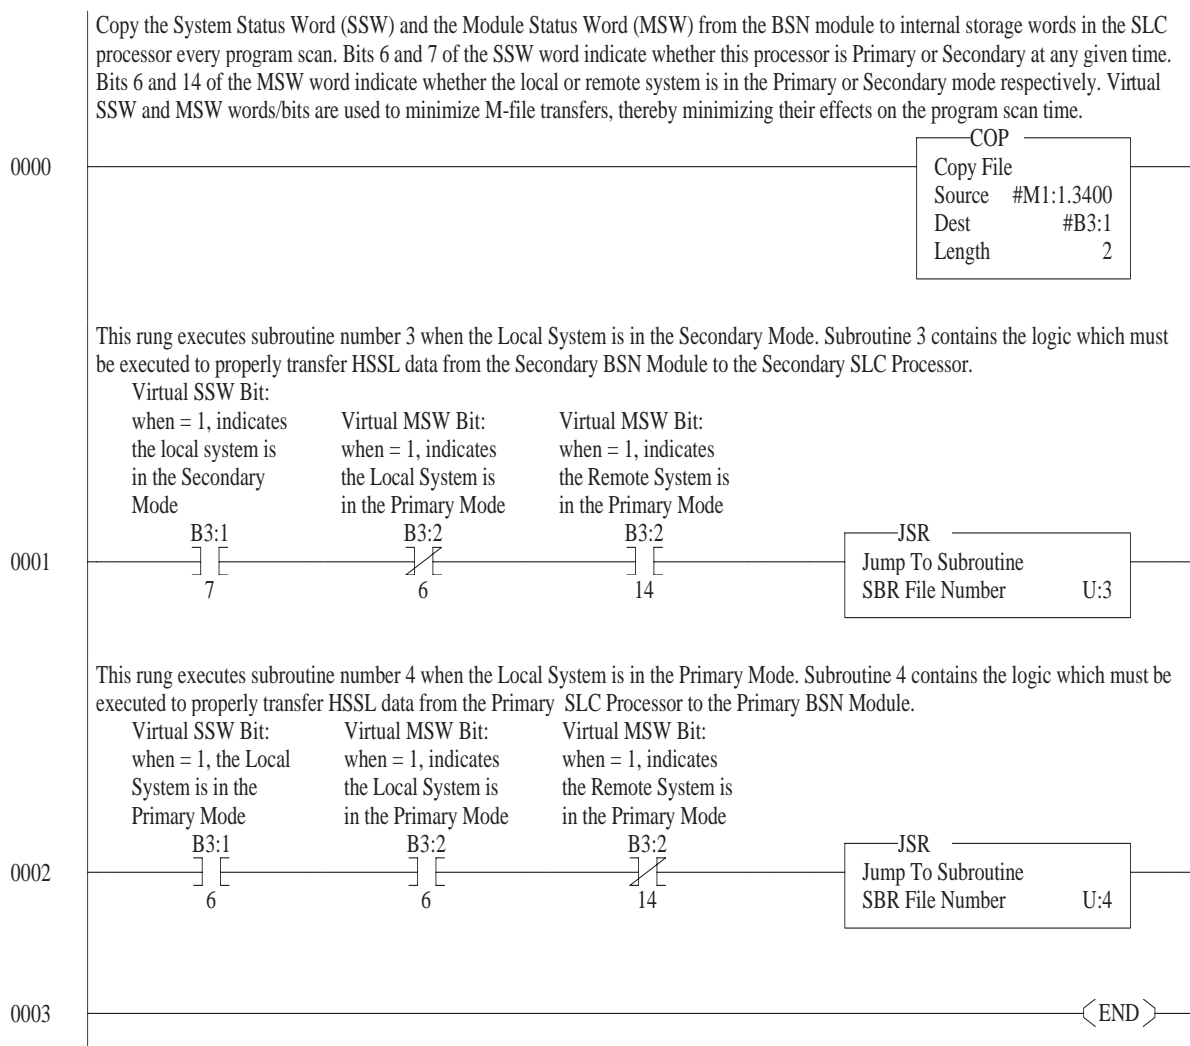 Copy the System Status Word (SSW) and the Module Status Word (MSW) from the BSN module to internal storage words in the SLC
processor every program scan. Bits 6 and 7 of the SSW word indicate whether this processor is Primary or Secondary at any given time.
Bits 6 and 14 of the MSW word indicate whether the local or remote system is in the Primary or Secondary mode respectively. Virtual
SSW and MSW words/bits are used to minimize M-file transfers, thereby minimizing their effects on the program scan time.
COP
0000
Copy File
Source #M1:1.3400
Dest #B3:1
Length 2
This rung executes subroutine number 3 when the Local System is in the Secondary Mode. Subroutine 3 contains the logic which must
be executed to properly transfer HSSL data from the Secondary BSN Module to the Secondary SLC Processor.
Virtual SSW Bit:
when = 1, indicates
the local system is
in the Secondary
Mode
B3:1
7
Virtual MSW Bit:
when = 1, indicates
the Local System is
in the Primary Mode
B3:2
6
Virtual MSW Bit:
when = 1, indicates
the Remote System is
in the Primary Mode
B3:2
14
0001
JSR
Jump To Subroutine
SBR File Number U:3
This rung executes subroutine number 4 when the Local System is in the Primary Mode. Subroutine 4 contains the logic which must be
executed to properly transfer HSSL data from the Primary SLC Processor to the Primary BSN Module.
Virtual SSW Bit:
when = 1, the Local
System is in the
Primary Mode
B3:1
6
Virtual MSW Bit:
when = 1, indicates
the Local System is
in the Primary Mode
B3:2
6
Virtual MSW Bit:
when = 1, indicates
the Remote System is
in the Primary Mode
B3:2
14
0002
JSR
Jump To Subroutine
SBR File Number U:4
0003
END